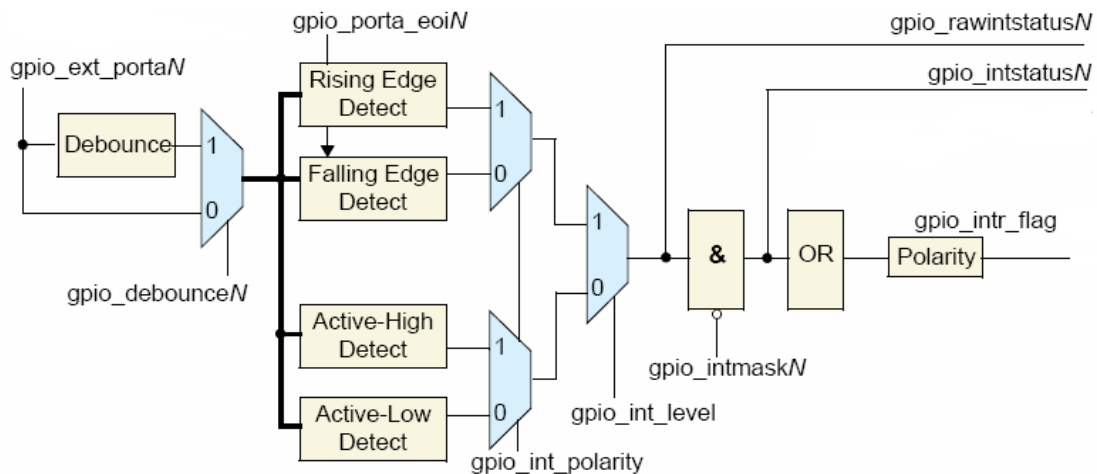 gpio_porta_eoiN
gpio_rawintstatusN
gpio_ext_portaN
gpio_intstatusN
Rising Edge
Detect
1
Debounce
1
0
Falling Edge
Detect
0
1
0
&
OR
gpio_intr_flag
Polarity
gpio_debounceN
Active-High
Detect
1
gpio_intmaskN
0
gpio_int_level
Active-Low
Detect
gpio_int_polarity